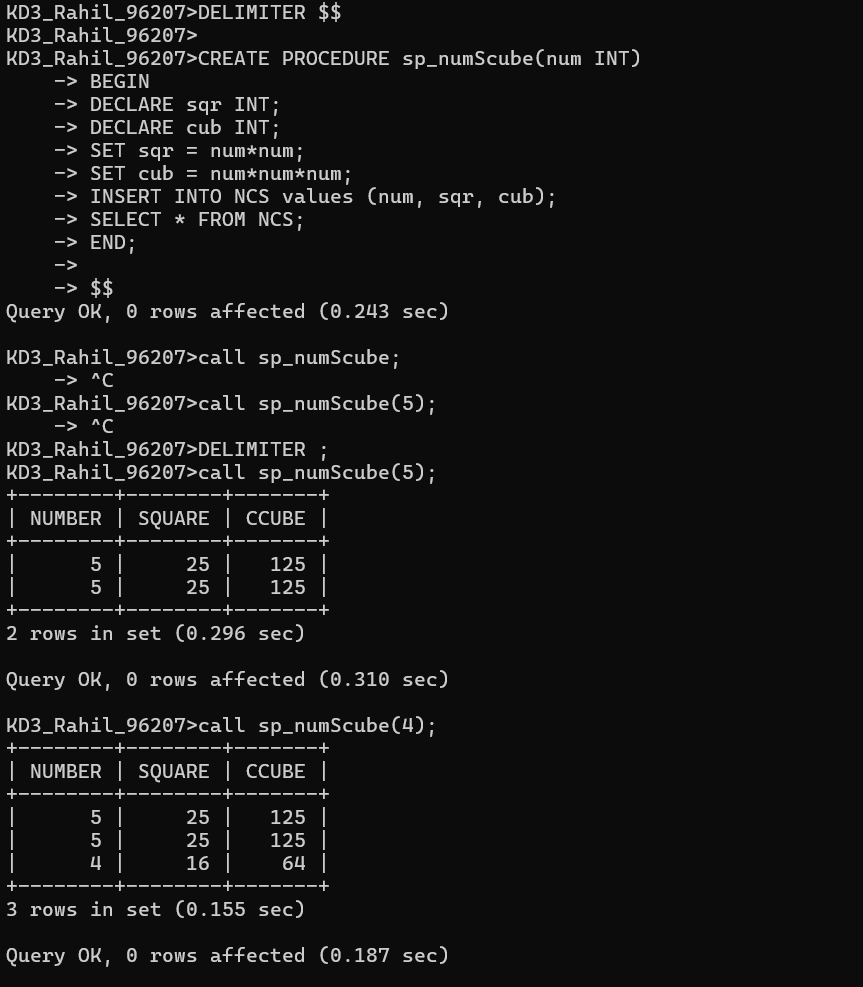 KD3_Rahil_96207>DELIMITER $$
KD3_Rahil_96207>
KD3_Rahil_96207>CREATE PROCEDURE sp_numScube(num INT)
    -> BEGIN
    -> DECLARE sqr INT;
    -> DECLARE cub INT;
    -> SET sqr = num*num;
    -> SET cub = num*num*num;
    -> INSERT INTO NCS values (num, sqr, cub);
    -> SELECT * FROM NCS;
    -> END;
    ->
    -> $$
Query OK, 0 rows affected (0.243 sec)

KD3_Rahil_96207>call sp_numScube;
    -> ^C
KD3_Rahil_96207>call sp_numScube(5);
    -> ^C
KD3_Rahil_96207>DELIMITER ;
KD3_Rahil_96207>call sp_numScube(5);
+--------+--------+-------+
| NUMBER | SQUARE | CCUBE |
+--------+--------+-------+
|      5 |     25 |   125 |
|      5 |     25 |   125 |
+--------+--------+-------+
2 rows in set (0.296 sec)

Query OK, 0 rows affected (0.310 sec)

KD3_Rahil_96207>call sp_numScube(4);
+--------+--------+-------+
| NUMBER | SQUARE | CCUBE |
+--------+--------+-------+
|      5 |     25 |   125 |
|      5 |     25 |   125 |
|      4 |     16 |    64 |
+--------+--------+-------+
3 rows in set (0.155 sec)

Query OK, 0 rows affected (0.187 sec)